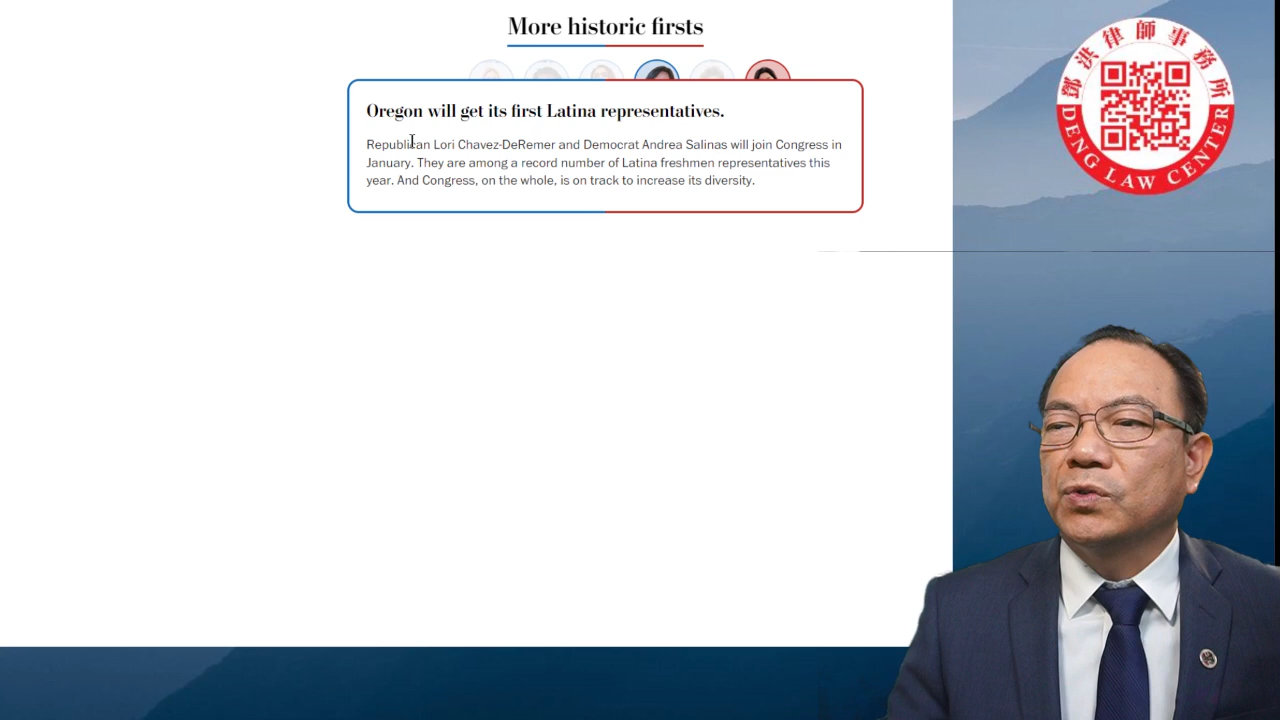 More historic firsts
Oregon will get its first Latina representatives.
Republican Lori Chavez-DeRemer and Democrat Andrea Salinas will join Congress in
January. They are among a record number of Latina freshmen representatives this
year. And Congress, on the whole, is on track to increase its diversity.
鄧洪律師事務所
DENG LAW CENTER